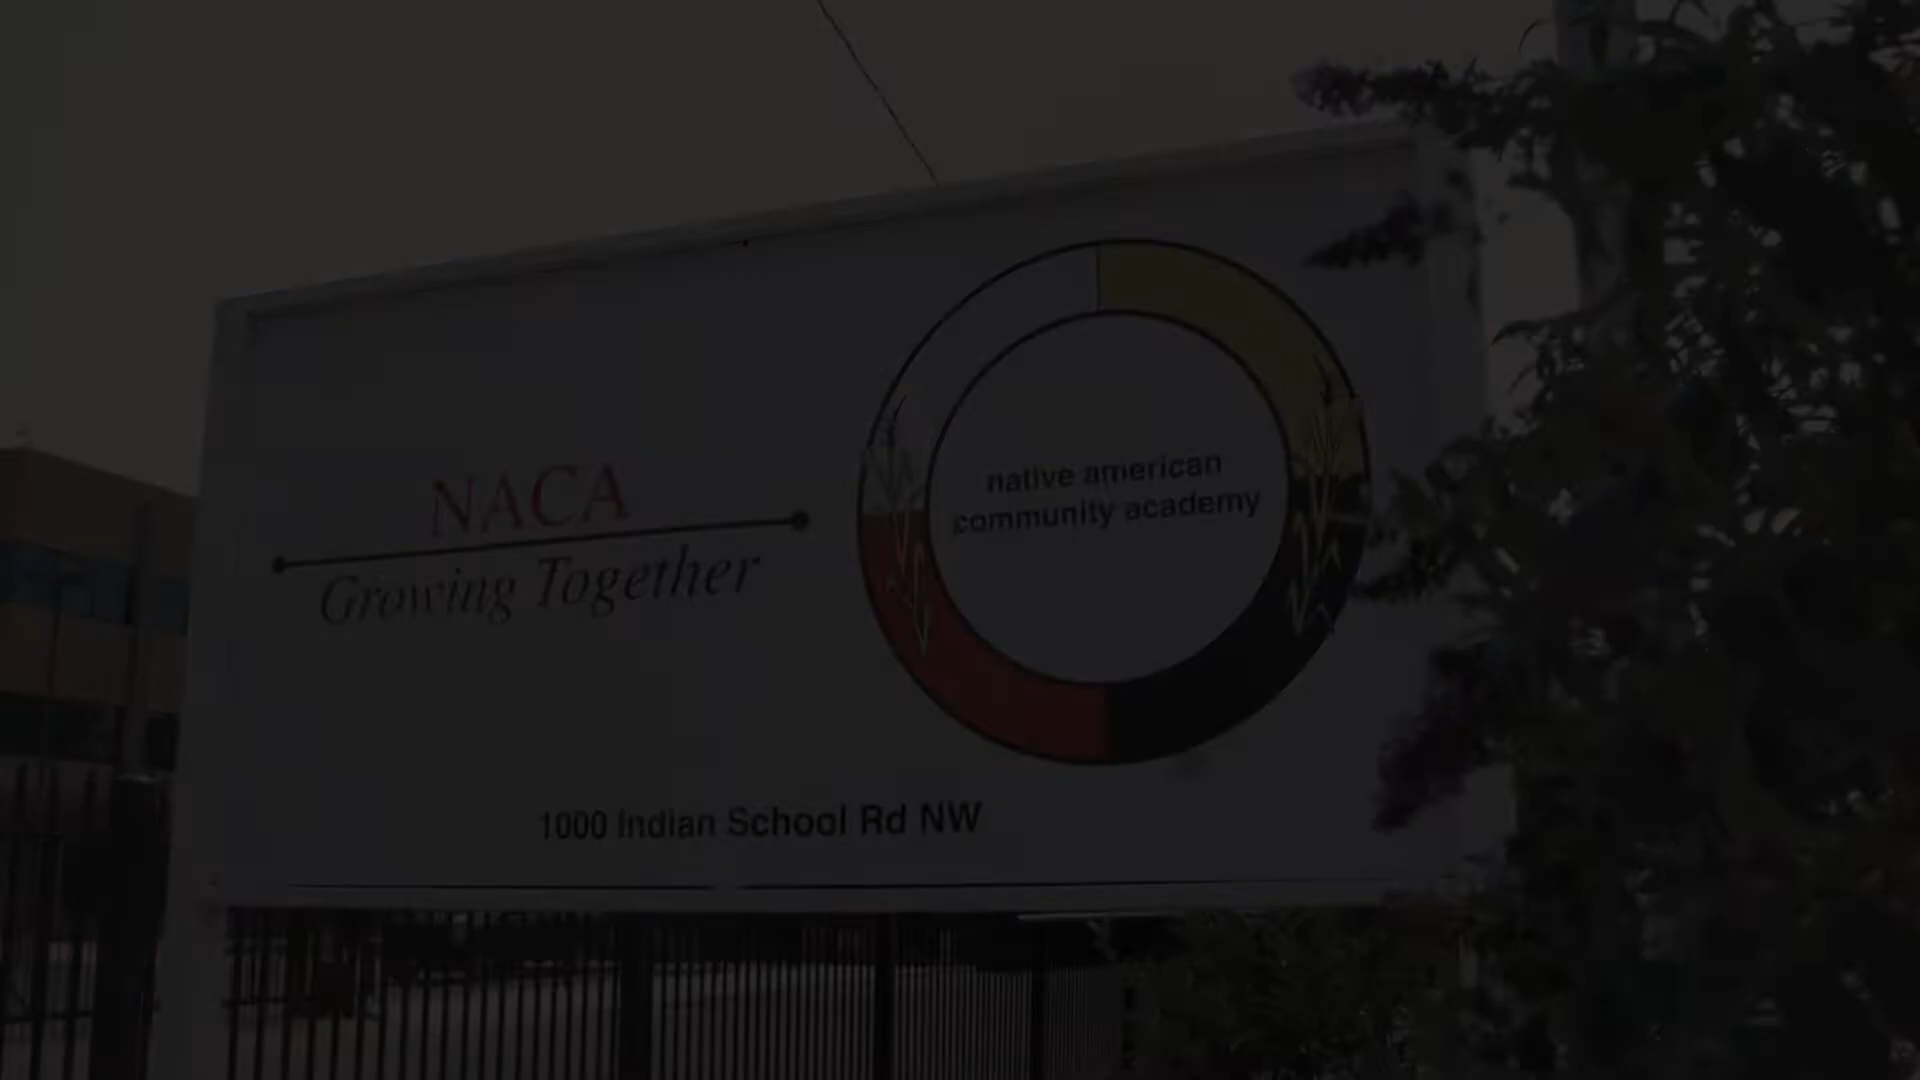 NACA
Growing Together
native american
community academy
1000 Indian School Rd NW